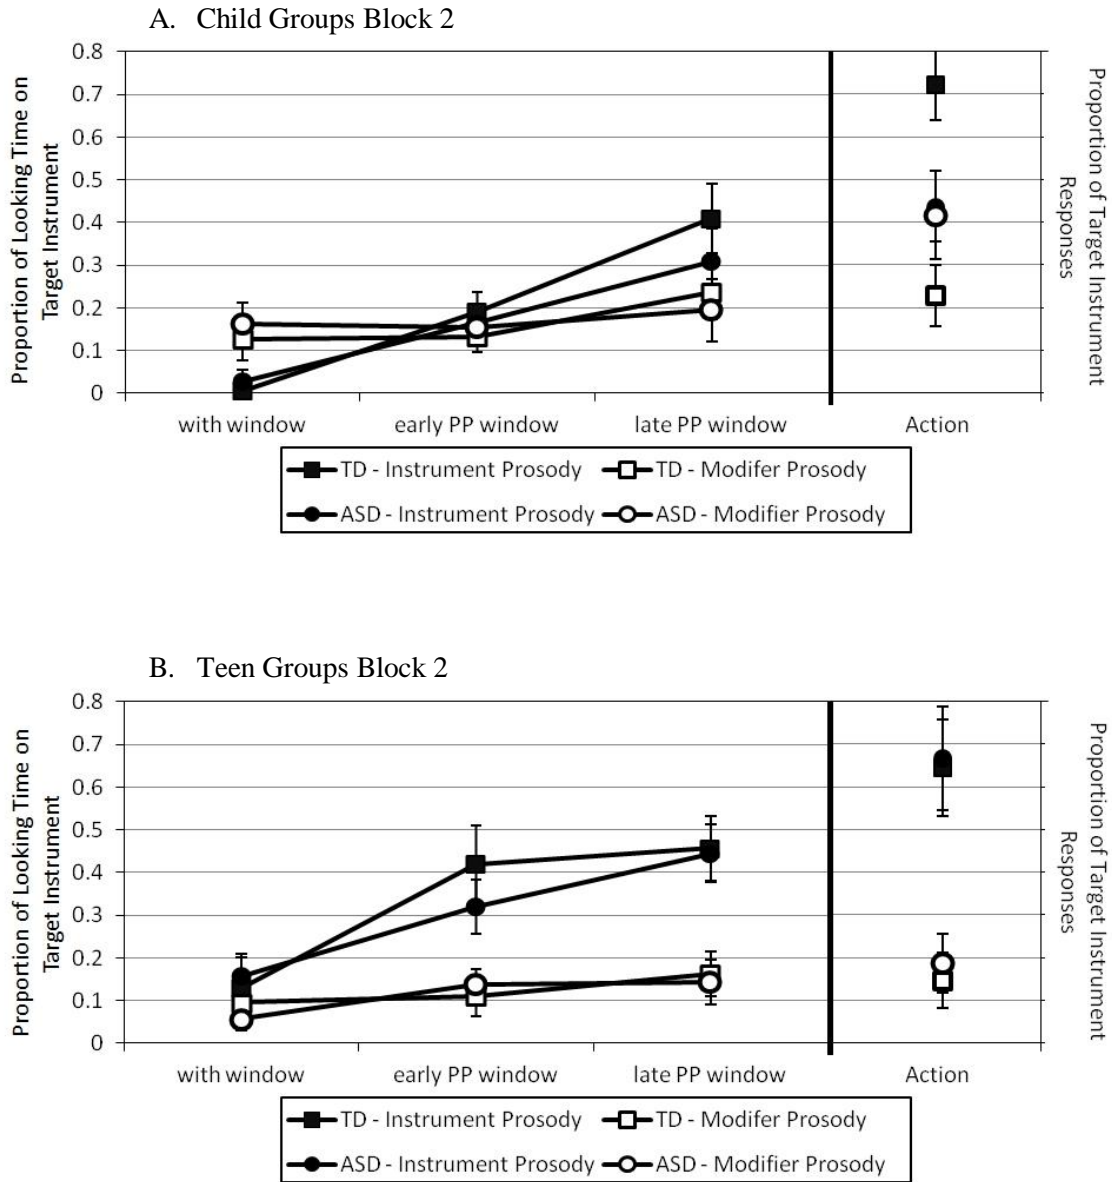 A. Child Groups Block 2
Proportion of Looking Time on
Target Instrument
0.8
0.7
0.6
0.5
0.4
0.3
0.2
0.1
0
with window early PP window late PP window Action
Proportion of Target Instrument
Responses
TD - Instrument Prosody TD - Modifer Prosody
ASD - Instrument Prosody ASD - Modifier Prosody
B. Teen Groups Block 2
Proportion of Looking Time on
Target Instrument
0.8
0.7
0.6
0.5
0.4
0.3
0.2
0.1
0
with window early PP window late PP window Action
Proportion of Target Instrument
Responses
TD - Instrument Prosody TD - Modifer Prosody
ASD - Instrument Prosody ASD - Modifier Prosody